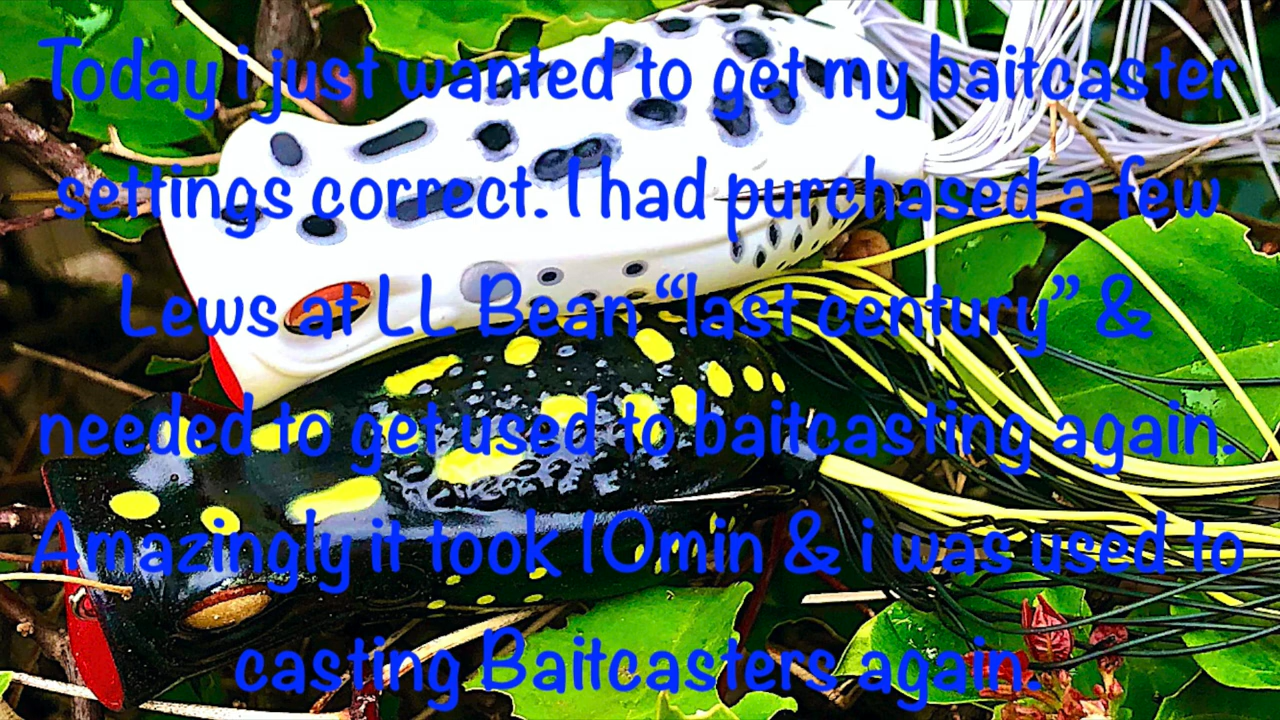 Today i just wanted to get my baitcaster
settings correct. I had purchased a few
Lews at LL Bean “last century” &
needed to get used to baitcasting again.
Amazingly it took 10min & i was used to
casting Baitcasters again.